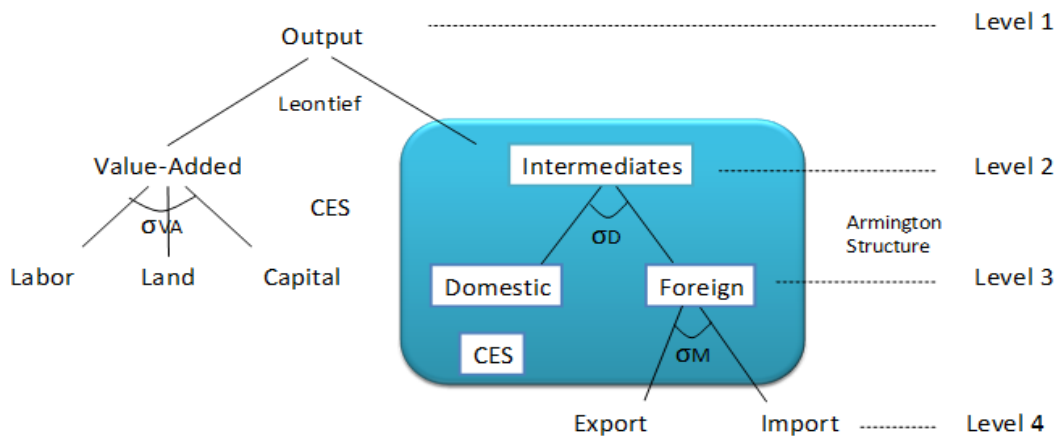 Level 1
Output
Leontief
Value-Added
Intermediates
Level 2
CES
σVA
σD
Armington
Structure
Labor
Land
Capital
Domestic
Foreign
Level 3
CES
σM
Export
Import
Level 4